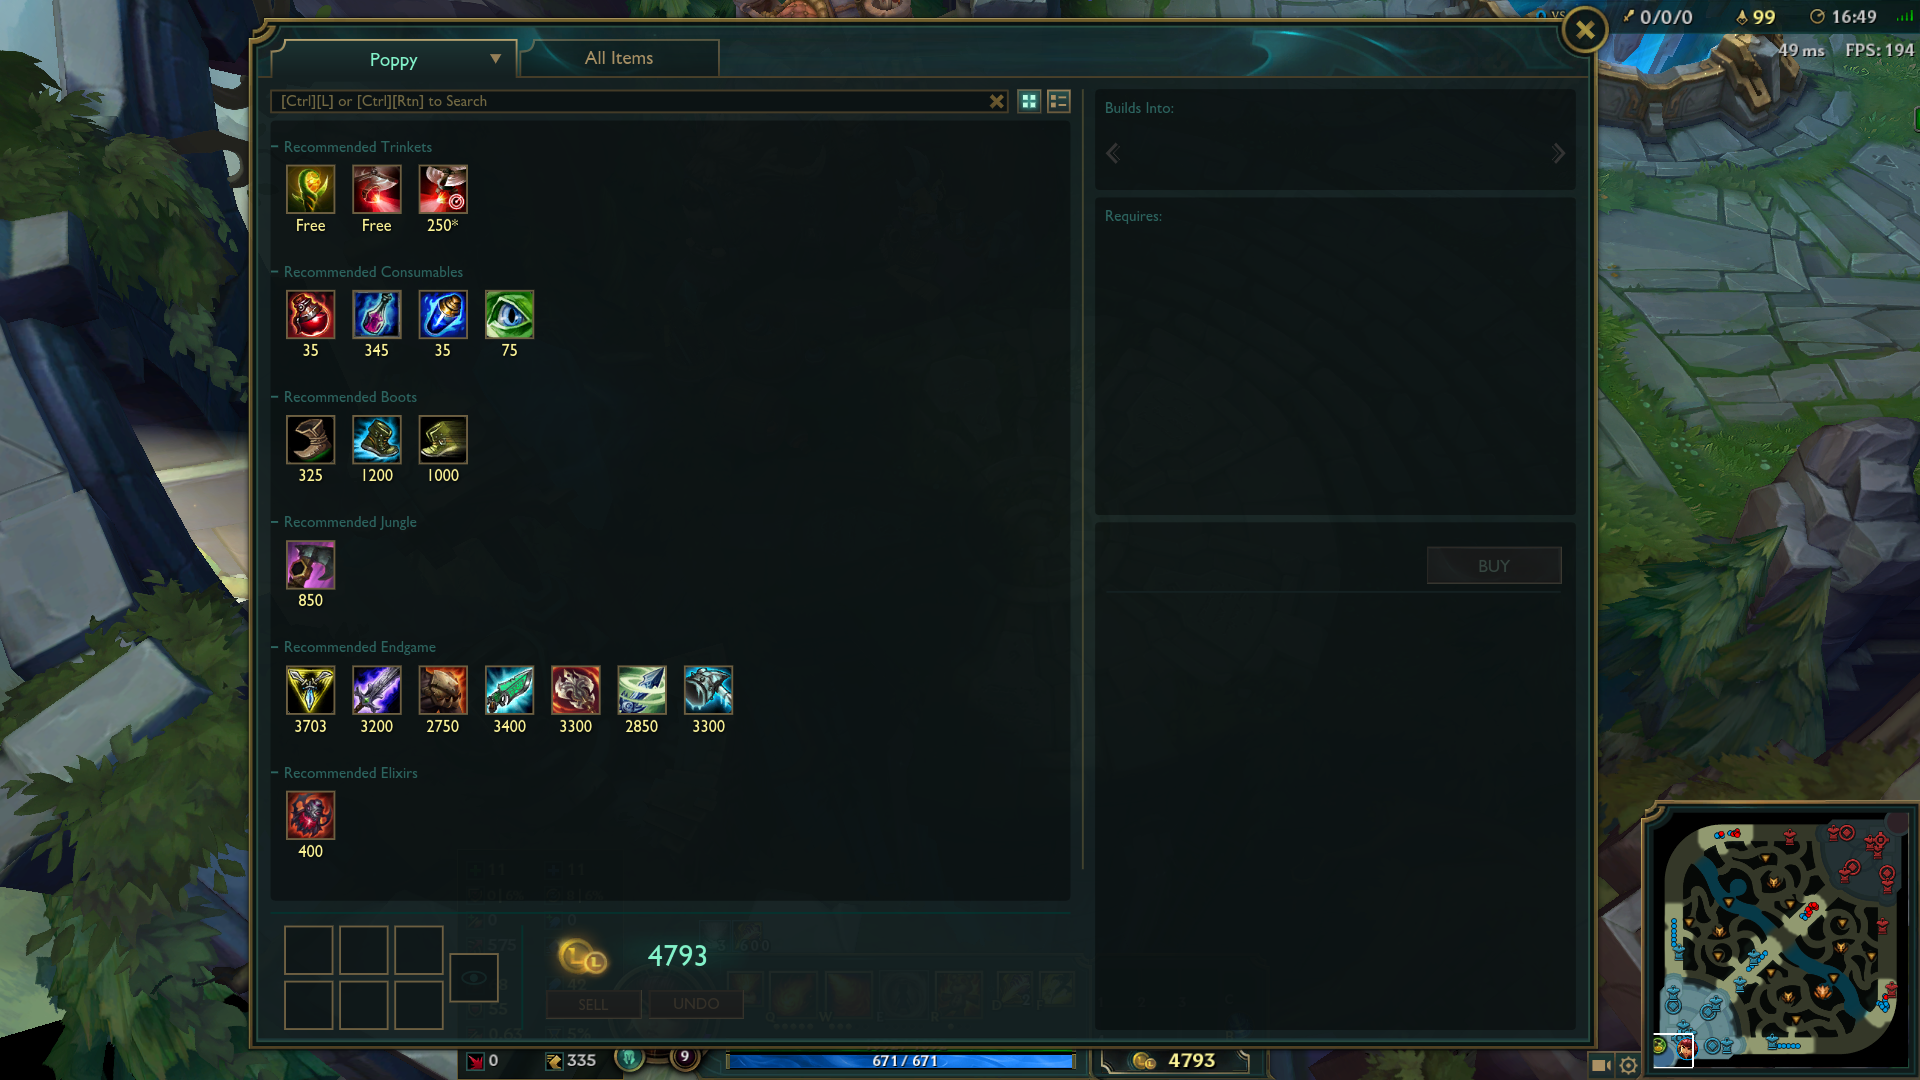 Poppy
All Items
VS
0/0/0
99
16:49
49 ms FPS: 194
[Ctrl][L] or [Ctrl][Rtn] to Search
Builds Into:
Requires:
BUY
Recommended Trinkets
Free Free 250*
Recommended Consumables
35 345 35 75
Recommended Boots
325 1200 1000
Recommended Jungle
850
Recommended Endgame
3703 3200 2750 3400 3300 2850 3300
Recommended Elixirs
400
4793
SELL UNDO
0 335 9 671 / 671 4793